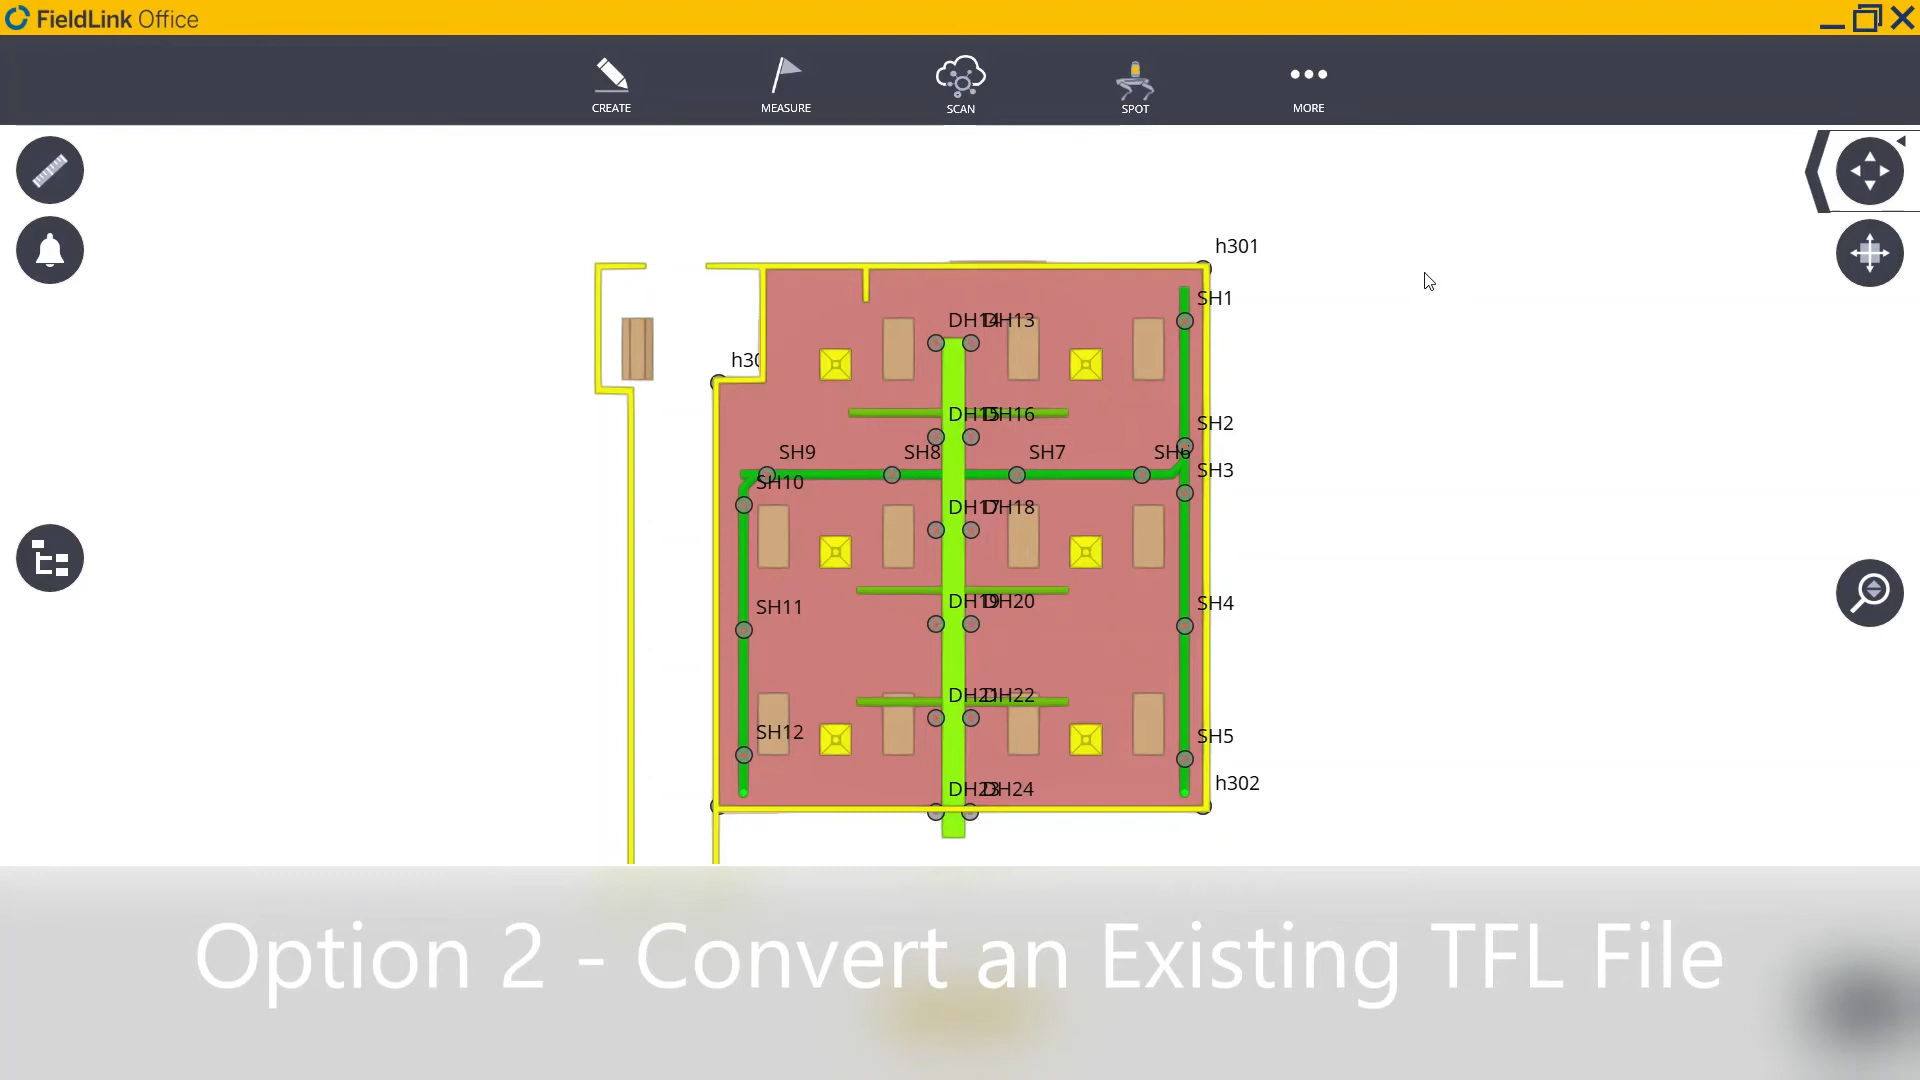 FieldLink Office
CREATE
MEASURE
SCAN
SPOT
MORE
h301
SH1
DH14
DH13
SH2
DH15
DH16
SH9
SH8
SH7
SH6
SH3
SH10
DH17
DH18
DH19
DH20
SH4
SH11
DH21
DH22
SH12
SH5
h302
DH23
DH24
Option 2 - Convert an Existing TFL File